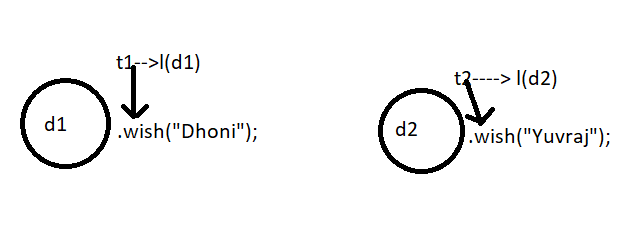 t1-->l(d1)
d1
.wish("Dhoni");
t2----> l(d2)
d2
.wish("Yuvraj");